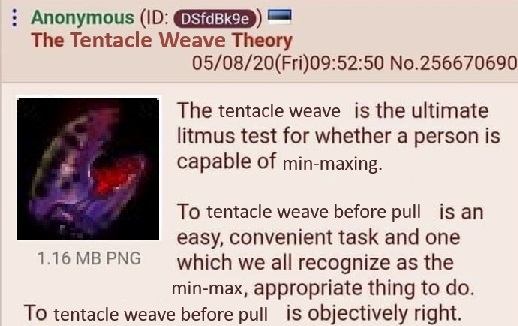 Anonymous (ID: DSfdBk9e)
The Tentacle Weave Theory
05/08/20(Fri)09:52:50 No.256670690
The tentacle weave is the ultimate
litmus test for whether a person is
capable of min-maxing.
To tentacle weave before pull is an
easy, convenient task and one
which we all recognize as the
min-max, appropriate thing to do.
To tentacle weave before pull is objectively right.
1.16 MB PNG